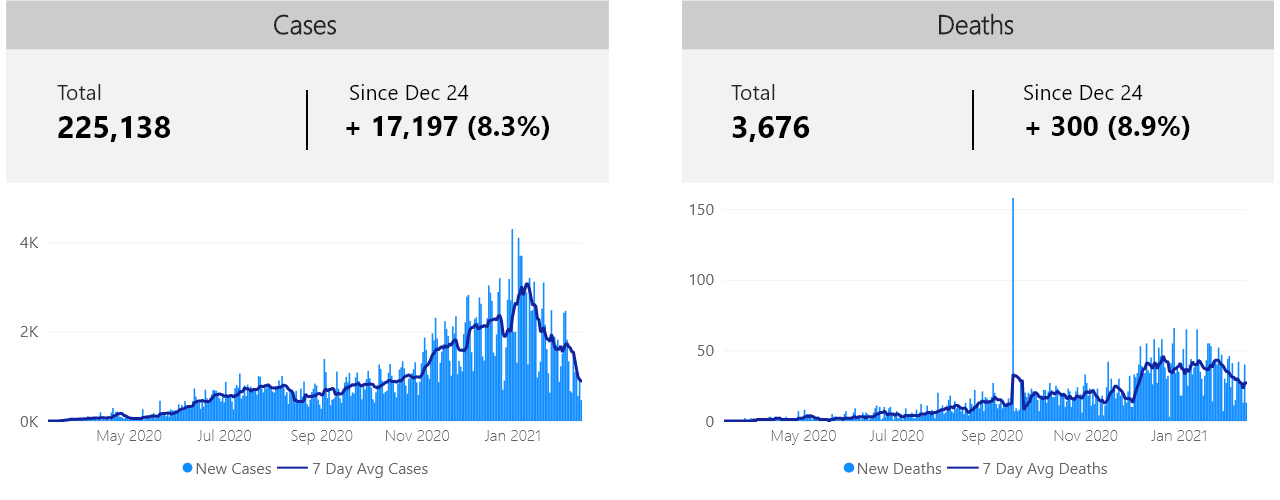 Cases
Total
225,138
Since Dec 24
+ 17,197 (8.3%)
4K
2K
0K
May 2020 Jul 2020 Sep 2020 Nov 2020 Jan 2021
New Cases 7 Day Avg Cases
Deaths
Total
3,676
Since Dec 24
+ 300 (8.9%)
150
100
50
0
May 2020 Jul 2020 Sep 2020 Nov 2020 Jan 2021
New Deaths 7 Day Avg Deaths